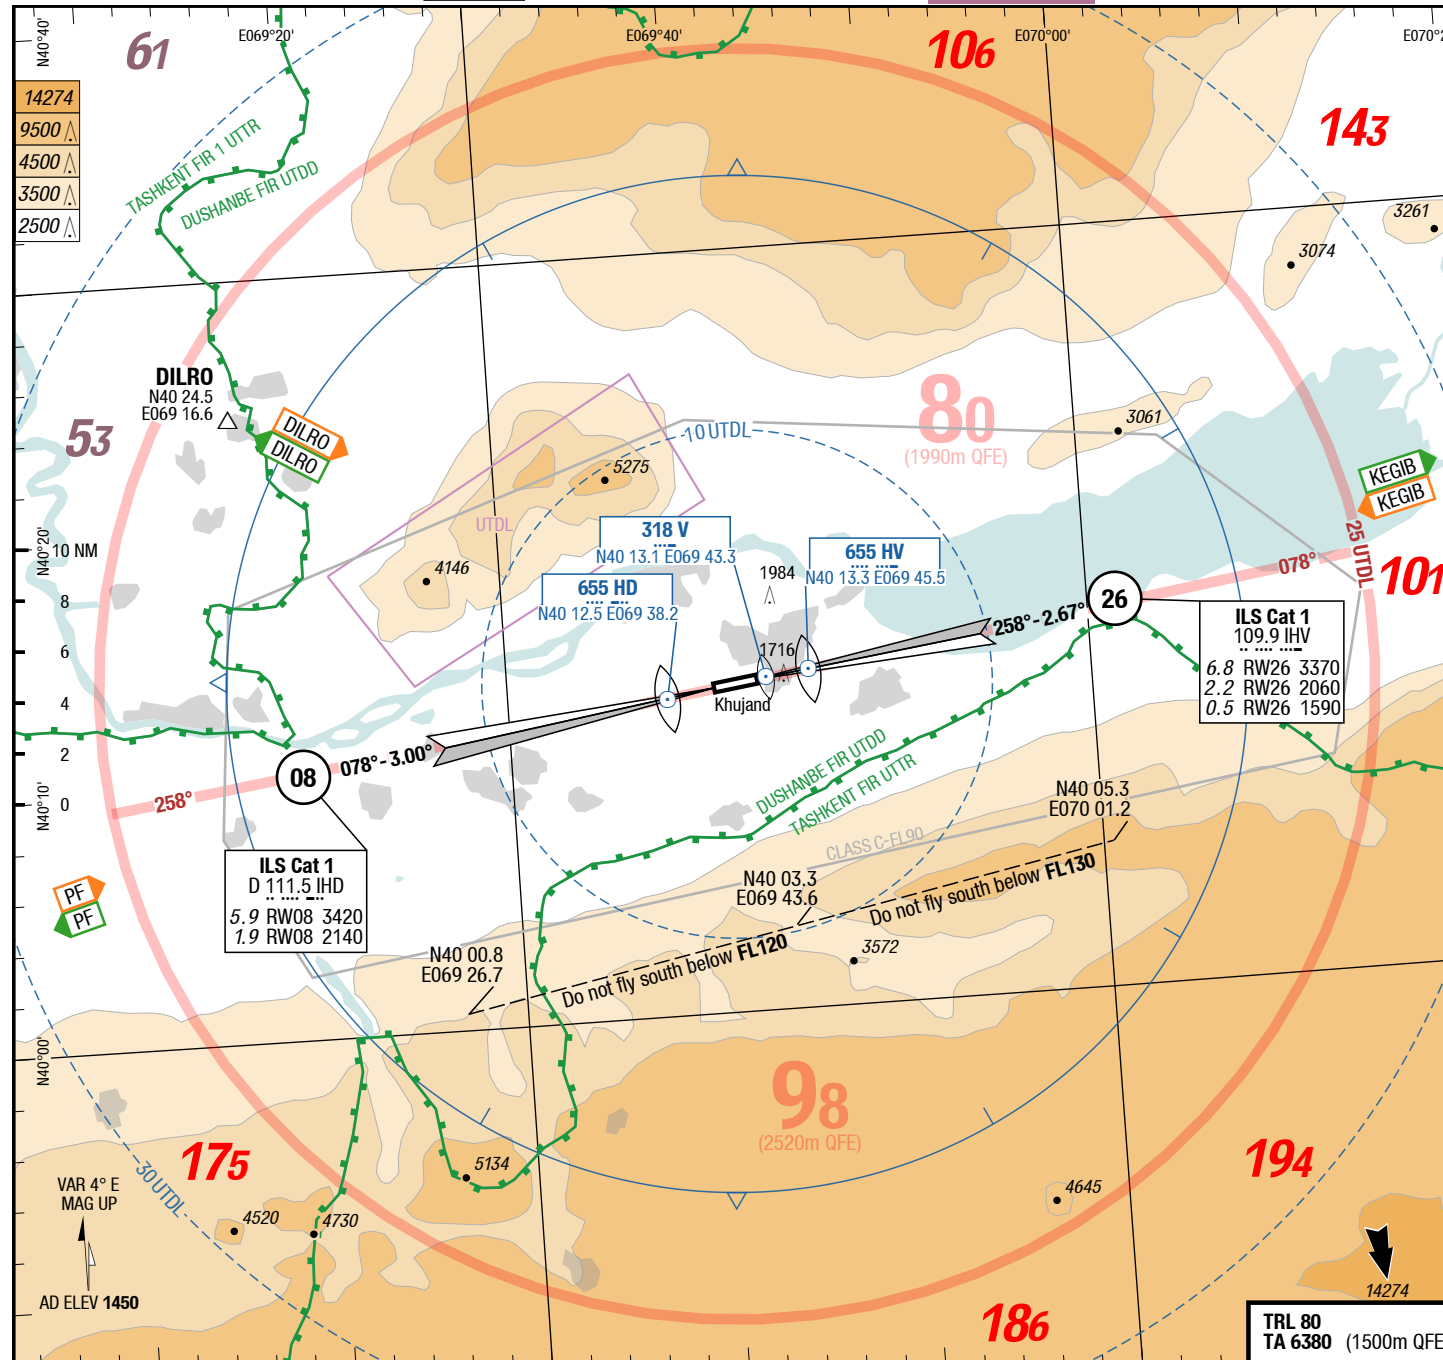 N40°40'
E069°20'
E069°40'
E070°00'
E070°2
61
106
143
14274
9500
4500
3500
2500
TASHKENT FIR 1 UTTR
DUSHANBE FIR UTDD
3261
3074
DILRO
N40 24.5
E069 16.6
DILRO
DILRO
53
80
(1990m QFE)
3061
10 UTDL
5275
UTDL
4146
KEGIB
KEGIB
318 V
N40 13.1 E069 43.3
655 HV
N40 13.3 E069 45.5
655 HD
N40 12.5 E069 38.2
1984
1716
Khujand
N40°20'
10 NM
8
6
4
2
0
N40°10'
25 UTDL
101
078°
26
258°-2.67°
ILS Cat 1
109.9 IHV
6.8 RW26 3370
2.2 RW26 2060
0.5 RW26 1590
08
078°-3.00°
258°
DUSHANBE FIR UTDD
TASHKENT FIR UTTR
N40 05.3
E070 01.2
CLASS C-FL90
ILS Cat 1
D 111.5 IHD
5.9 RW08 3420
1.9 RW08 2140
PF
PF
N40 03.3
E069 43.6
Do not fly south below FL130
N40 00.8
E069 26.7
Do not fly south below FL120
3572
N40°00'
98
(2520m QFE)
175
194
5134
4645
4520
4730
30 UTDL
VAR 4° E
MAG UP
AD ELEV 1450
14274
186
TRL 80
TA 6380 (1500m QFE